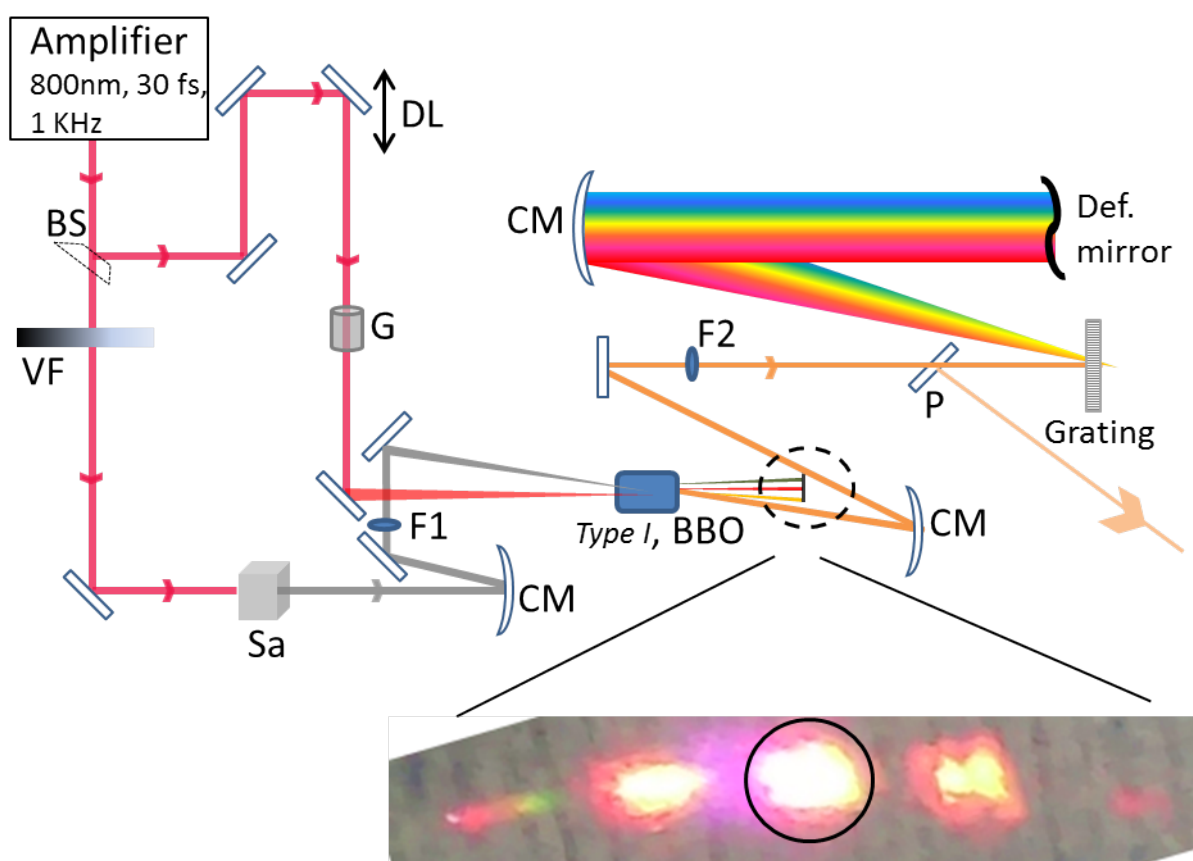 Amplifier
800nm, 30 fs,
1 KHz
DL
BS
VF
G
F1
Sa
CM
Type I, BBO
CM
F2
P
CM
Def.
mirror
Grating